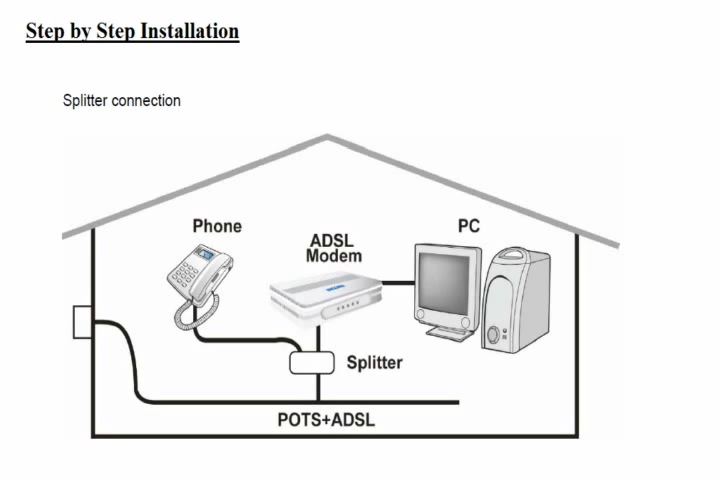 Step by Step Installation
Splitter connection
Phone
ADSL
Modem
PC
Splitter
POTS+ADSL